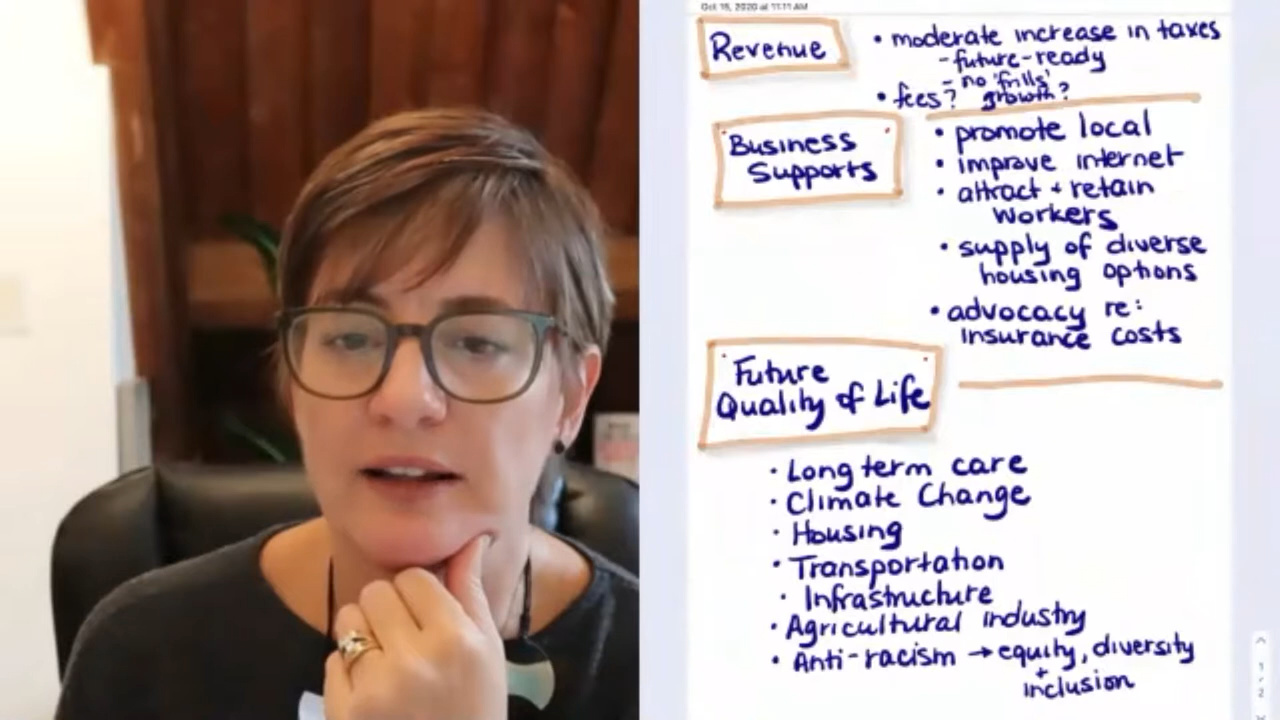 Oct 15, 2020 at 11:11 AM
Revenue
• moderate increase in taxes
- future-ready
- no 'frills'
• fees? growth?
Business
Supports
• promote local
• improve internet
• attract + retain
workers
• supply of diverse
housing options
• advocacy re:
insurance costs
Future
Quality of Life
• Long term care
• Climate Change
• Housing
• Transportation
• Infrastructure
• Agricultural industry
• Anti-racism → equity, diversity
+
inclusion
1
/
2